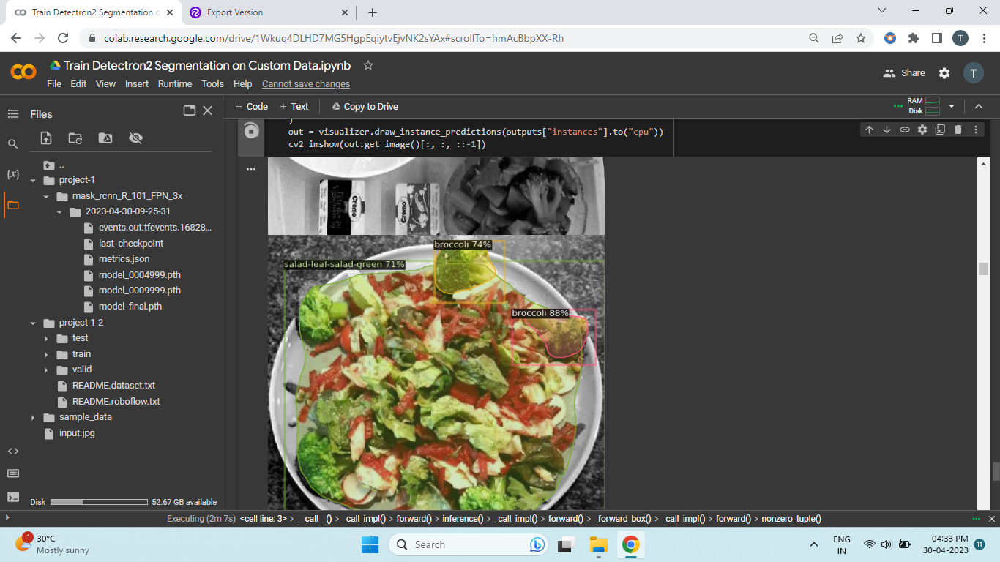 Train Detectron2 Segmentation o
Export Version
colab.research.google.com/drive/1Wkuq4DLHD7MG5HgpEqiytvEjvNK2sYAx#scrollTo=hmAcBbpXX-Rh
T
Train Detectron2 Segmentation on Custom Data.ipynb
File Edit View Insert Runtime Tools Help Cannot save changes
Share
T
Files
+ Code + Text
Copy to Drive
RAM
Disk
)
out = visualizer.draw_instance_predictions(outputs["instances"].to("cpu"))
cv2_imshow(out.get_image()[:, :, ::-1])
{x}
..
project-1
mask_rcnn_R_101_FPN_3x
2023-04-30-09-25-31
events.out.tfevents.16828...
last_checkpoint
metrics.json
model_0004999.pth
model_0009999.pth
model_final.pth
project-1-2
test
train
valid
README.dataset.txt
README.roboflow.txt
sample_data
input.jpg
Disk 52.67 GB available
Cremo
Cremo
broccoli 74%
salad-leaf-salad-green 71%
broccoli 88%
Executing (2m 7s) <cell line: 3> > __call__() > _call_impl() > forward() > inference() > _call_impl() > forward() > _forward_box() > _call_impl() > forward() > nonzero_tuple()
1
30°C
Mostly sunny
Search
ENG
IN
04:33 PM
30-04-2023
11